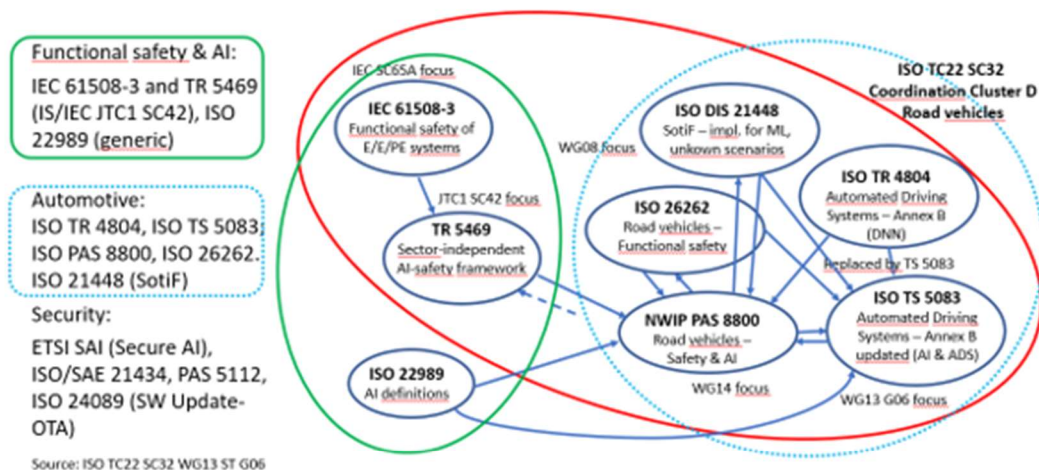 Functional safety & AI:
IEC 61508-3 and TR 5469
(IS/IEC JTC1 SC42), ISO
22989 (generic)
Automotive:
ISO TR 4804, ISO TS 5083,
ISO PAS 8800, ISO 26262.
ISO 21448 (SotiF)
Security:
ETSI SAI (Secure AI),
ISO/SAE 21434, PAS 5112,
ISO 24089 (SW Update-
OTA)
Source: ISO TC22 SC32 WG13 ST G06
IEC SC65A focus
IEC 61508-3
Functional safety of
E/E/PE systems
JTC1 SC42 focus
TR 5469
Sector-independent
AI-safety framework
ISO 22989
AI definitions
WG08 focus
ISO DIS 21448
SotiF – impl. for ML,
unkown scenarios
ISO 26262
Road vehicles –
Functional safety
NWIP PAS 8800
Road vehicles –
Safety & AI
WG14 focus
ISO TC22 SC32
Coordination Cluster D
Road vehicles
ISO TR 4804
Automated Driving
Systems – Annex B
(DNN)
Replaced by TS 5083
ISO TS 5083
Automated Driving
Systems – Annex B
updated (AI & ADS)
WG13 G06 focus